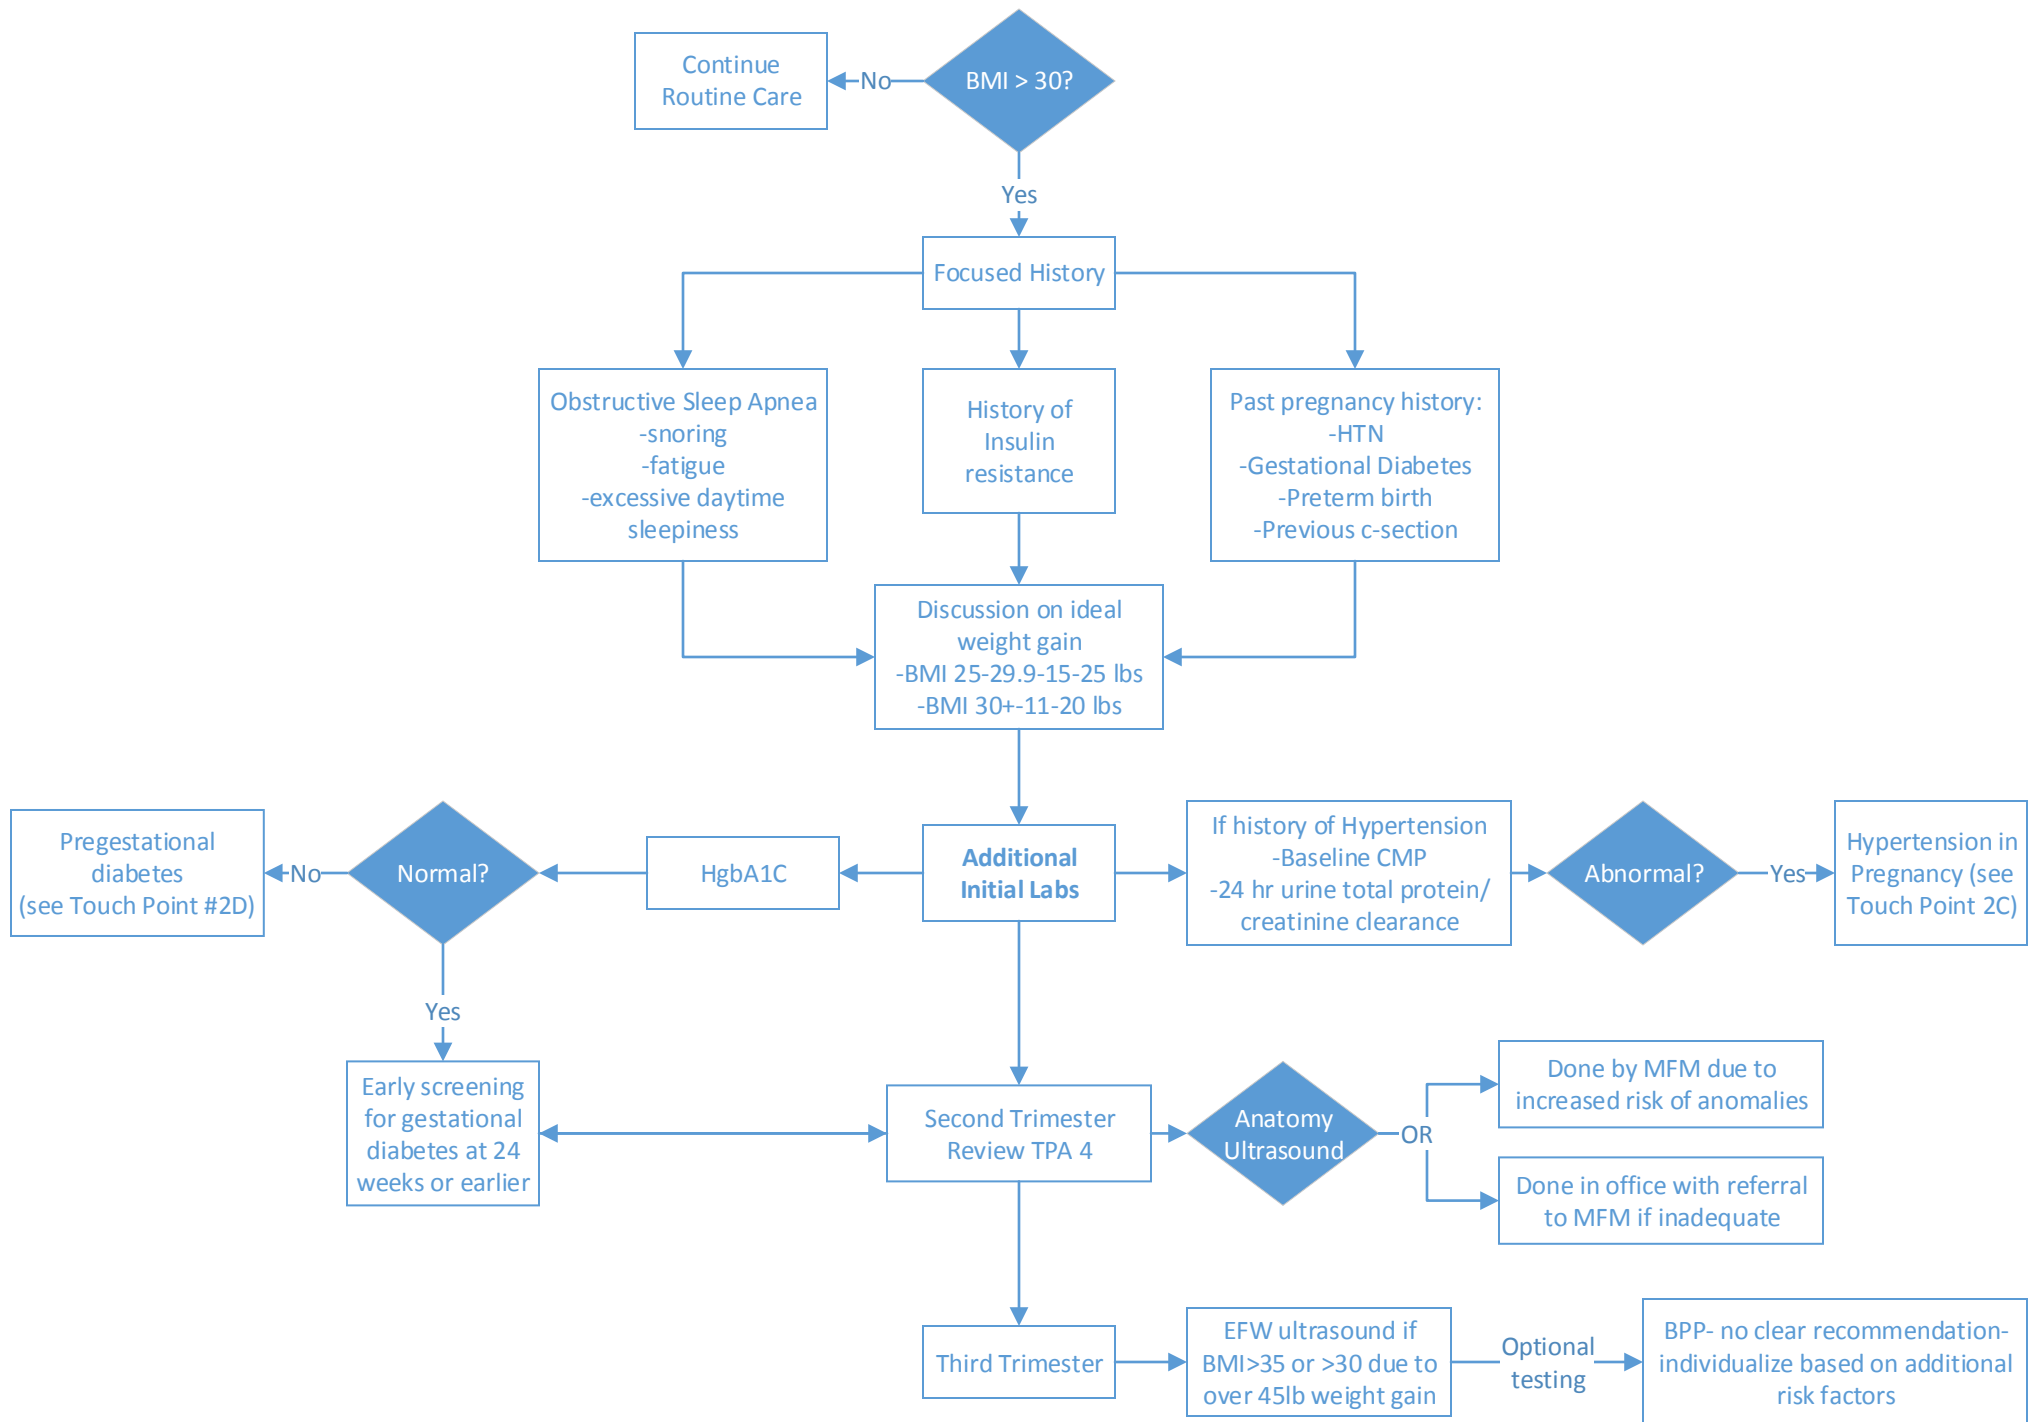 Continue
Routine Care
No
BMI > 30?
Yes
Focused History
Obstructive Sleep Apnea
-snoring
-fatigue
-excessive daytime
sleepiness
History of
Insulin
resistance
Past pregnancy history:
-HTN
-Gestational Diabetes
-Preterm birth
-Previous c-section
Discussion on ideal
weight gain
-BMI 25-29.9-15-25 lbs
-BMI 30+-11-20 lbs
Pregestational
diabetes
(see Touch Point #2D)
No
Normal?
HgbA1C
Additional
Initial Labs
If history of Hypertension
-Baseline CMP
-24 hr urine total protein/
creatinine clearance
Abnormal?
Yes
Hypertension in
Pregnancy (see
Touch Point 2C)
Yes
Early screening
for gestational
diabetes at 24
weeks or earlier
Second Trimester
Review TPA 4
Anatomy
Ultrasound
OR
Done by MFM due to
increased risk of anomalies
Done in office with referral
to MFM if inadequate
Third Trimester
EFW ultrasound if
BMI>35 or >30 due to
over 45lb weight gain
Optional
testing
BPP- no clear recommendation-
individualize based on additional
risk factors